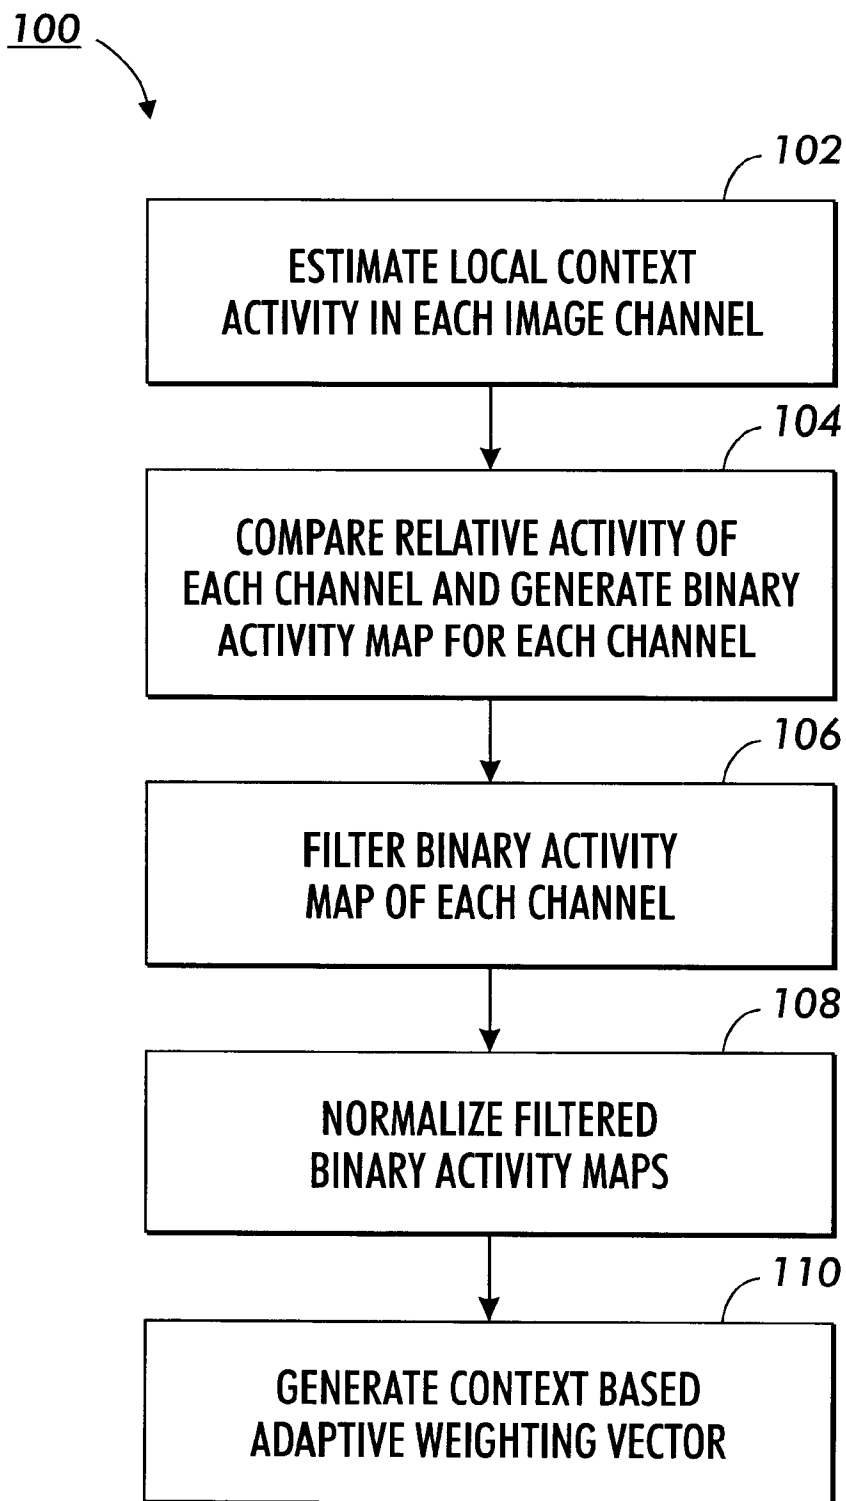 100
102
ESTIMATE LOCAL CONTEXT
ACTIVITY IN EACH IMAGE CHANNEL
104
COMPARE RELATIVE ACTIVITY OF
EACH CHANNEL AND GENERATE BINARY
ACTIVITY MAP FOR EACH CHANNEL
106
FILTER BINARY ACTIVITY
MAP OF EACH CHANNEL
108
NORMALIZE FILTERED
BINARY ACTIVITY MAPS
110
GENERATE CONTEXT BASED
ADAPTIVE WEIGHTING VECTOR